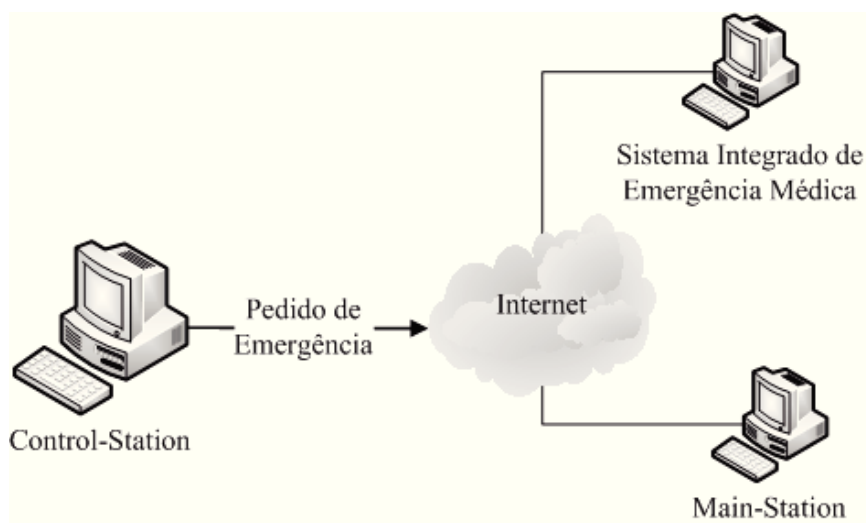 Sistema Integrado de
Emergência Médica
Pedido de
Emergência
Internet
Control-Station
Main-Station